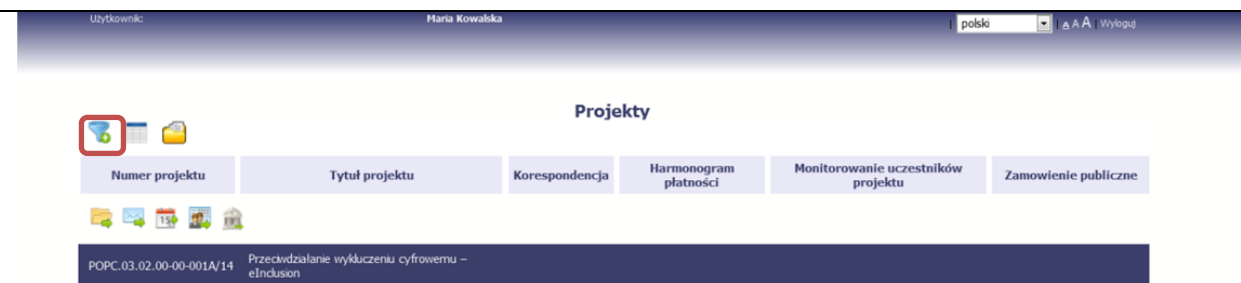 Użytkownik: Maria Kowalska | polski | A A A | Wyloguj
Projekty
Numer projektu Tytuł projektu Korespondencja Harmonogram płatności Monitorowanie uczestników projektu Zamowienie publiczne
15
POPC.03.02.00-00-001A/14 Przeciwdziałanie wykluczeniu cyfrowemu –
eInclusion